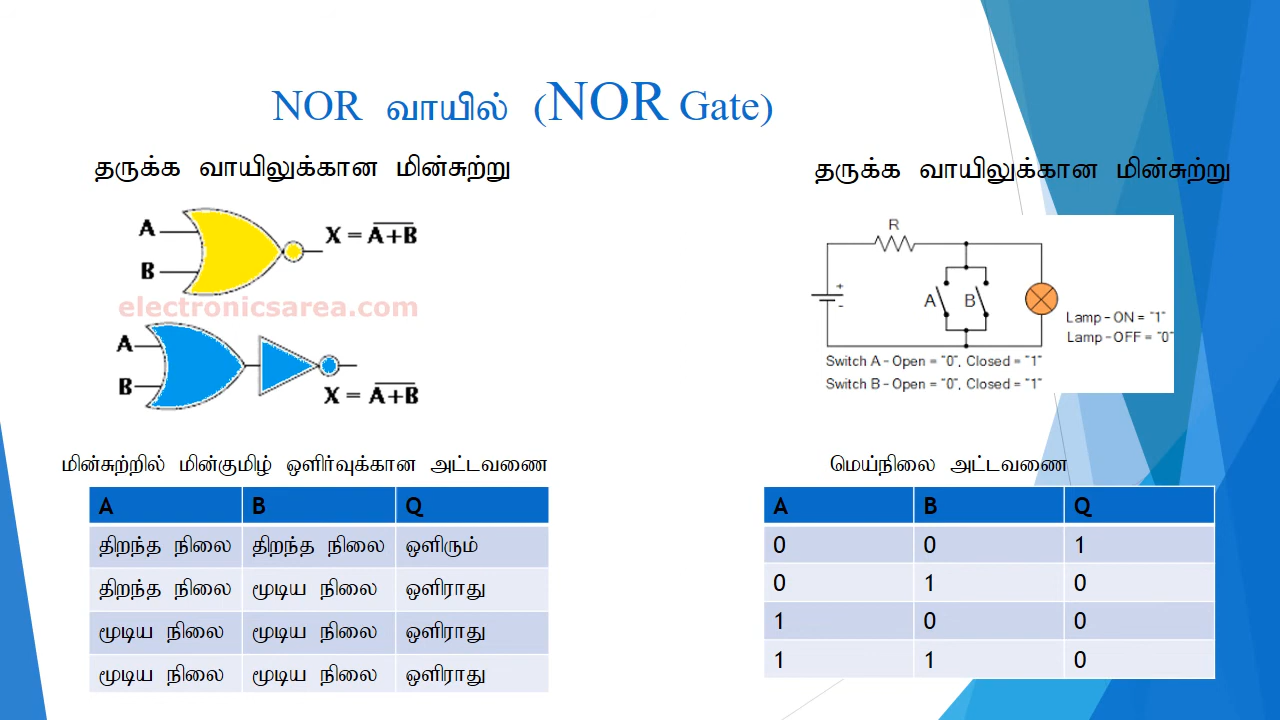 NOR வாயில் (NOR Gate)
தருக்க வாயிலுக்கான மின்சுற்று
A
B
X = A+B
electronicsarea.com
A
B
X = A+B
தருக்க வாயிலுக்கான மின்சுற்று
R
+
-
A
B
Lamp - ON = "1"
Lamp - OFF = "0"
Switch A - Open = "0", Closed = "1"
Switch B - Open = "0", Closed = "1"
மின்சுற்றில் மின்குமிழ் ஒளிர்வுக்கான அட்டவணை
A B Q
திறந்த நிலை திறந்த நிலை ஒளிரும்
திறந்த நிலை மூடிய நிலை ஒளிராது
மூடிய நிலை மூடிய நிலை ஒளிராது
மூடிய நிலை மூடிய நிலை ஒளிராது
மெய்நிலை அட்டவணை
A B Q
0 0 1
0 1 0
1 0 0
1 1 0